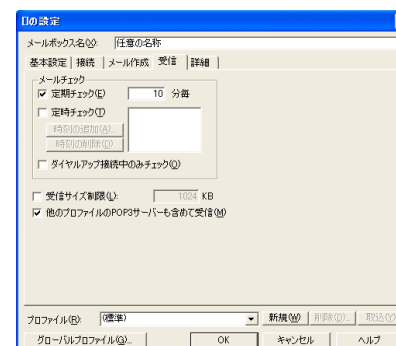 日の設定
メールボックス名(X): 任意の名称
基本設定 接続 メール作成 受信 詳細
メールチェック
定期チェック(E) 10 分毎
定時チェック(T)
時刻の追加(A)...
時刻の削除(D)
ダイヤルアップ接続中のみチェック(O)
受信サイズ制限(L): 1024 KB
他のプロファイルのPOP3サーバーも含めて受信(M)
プロファイル(R): (標準) 新規(W) 削除(D)... 取込(Y)
グローバルプロファイル(G)... OK キャンセル ヘルプ